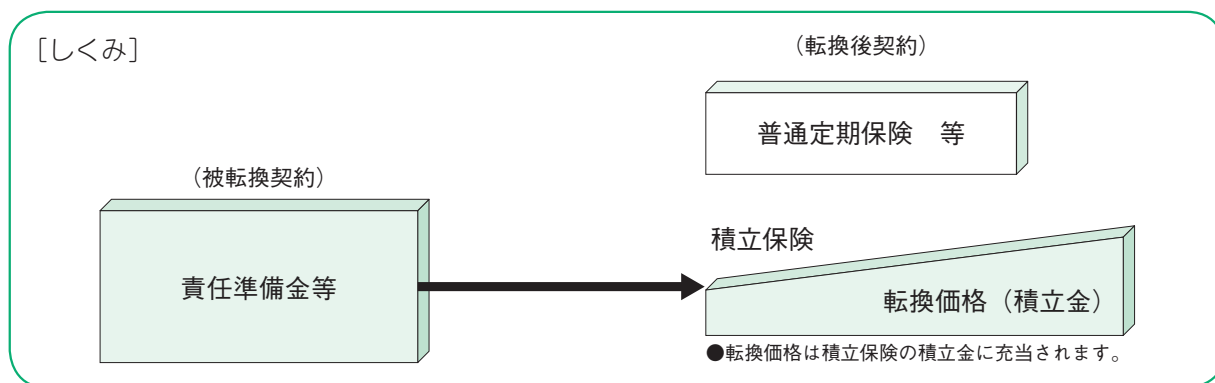 [しくみ]
（転換後契約）
普通定期保険　等
（被転換契約）
責任準備金等
積立保険
転換価格（積立金）
●転換価格は積立保険の積立金に充当されます。